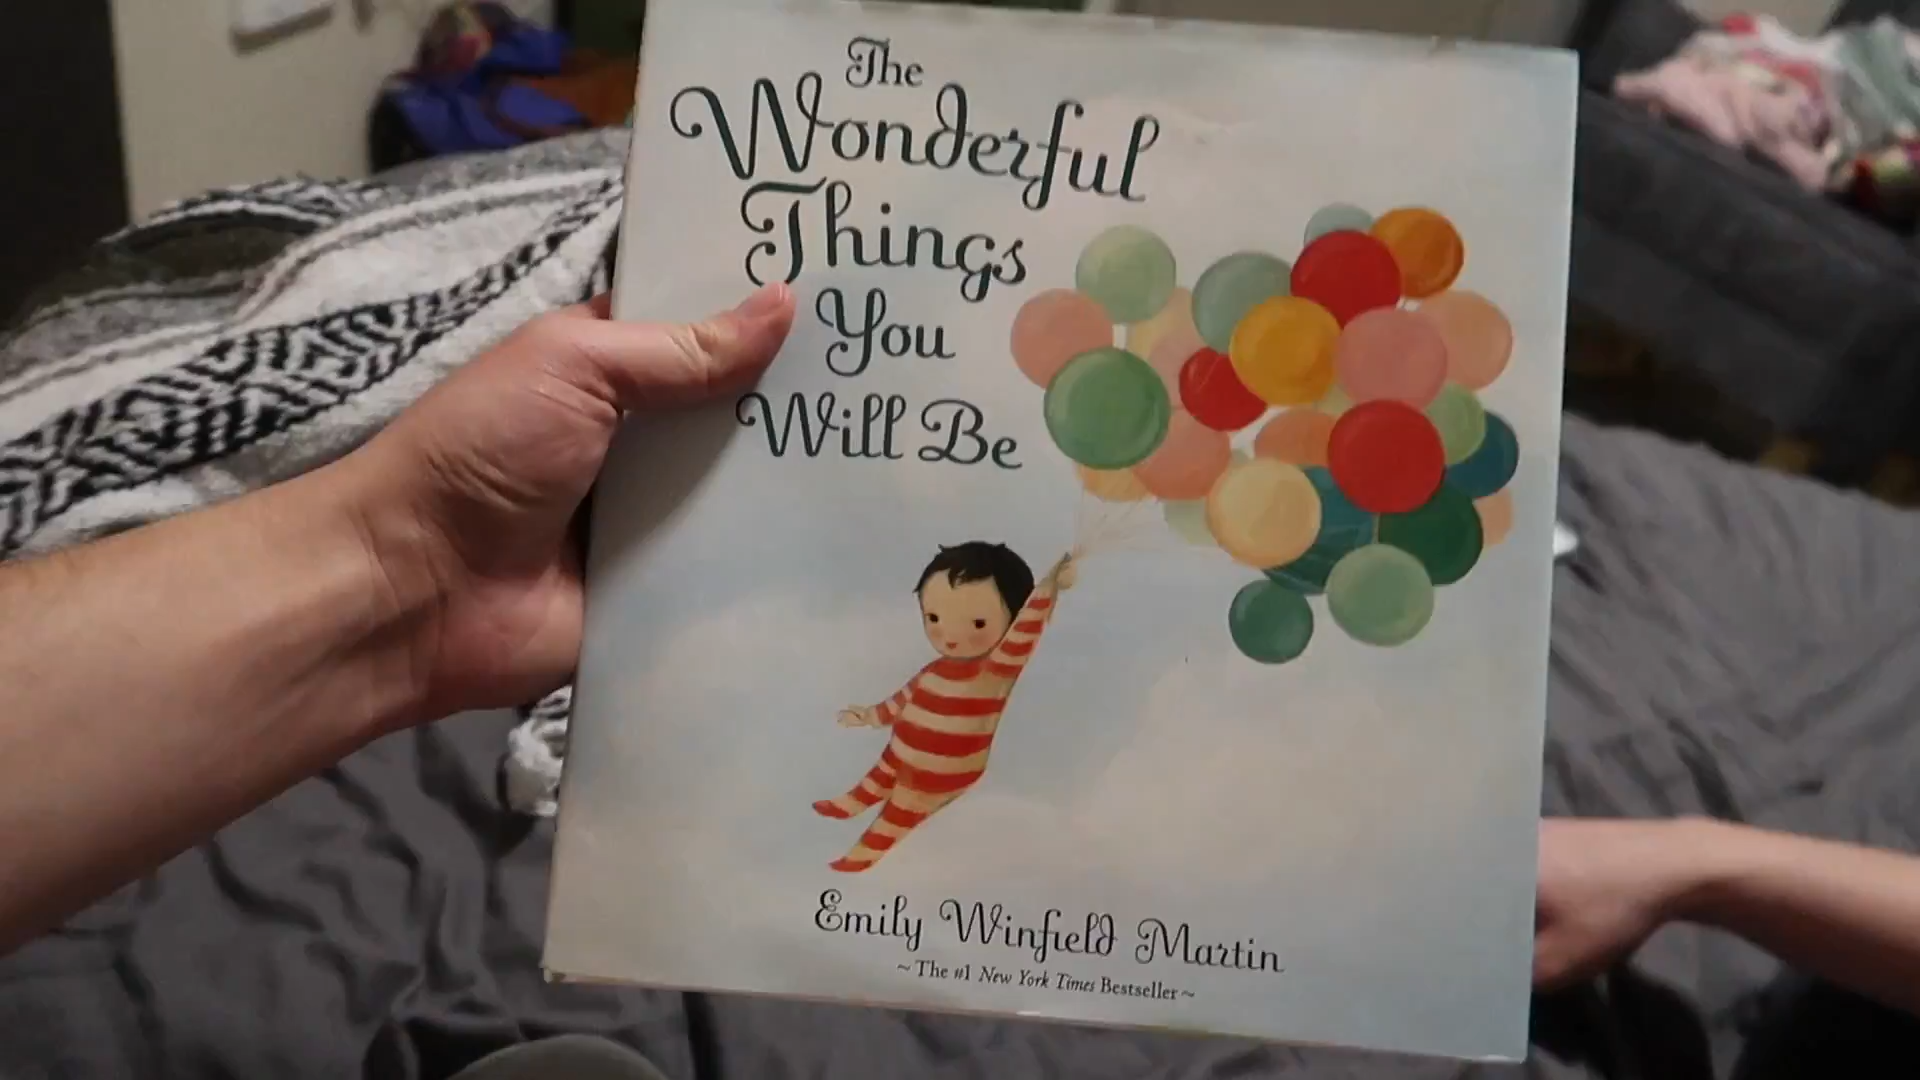 The
Wonderful
Things
You
Will Be
Emily Winfield Martin
~ The #1 New York Times Bestseller ~